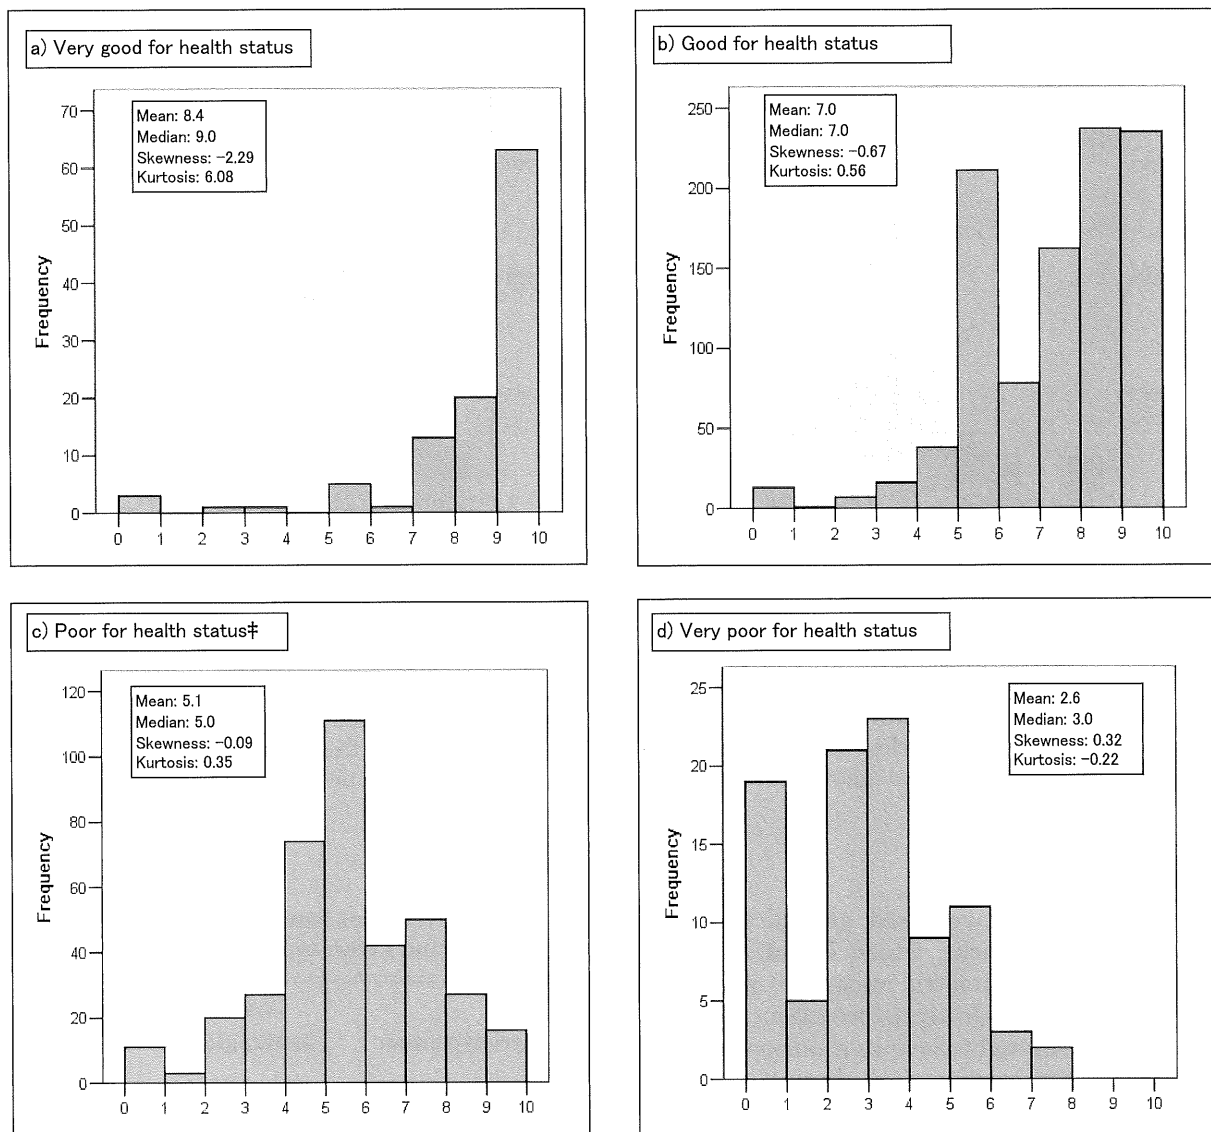 a) Very good for health status
Mean: 8.4
Median: 9.0
Skewness: −2.29
Kurtosis: 6.08
Frequency
70
60
50
40
30
20
10
0
0 1 2 3 4 5 6 7 8 9 10
b) Good for health status
Mean: 7.0
Median: 7.0
Skewness: −0.67
Kurtosis: 0.56
Frequency
250
200
150
100
50
0
0 1 2 3 4 5 6 7 8 9 10
c) Poor for health status‡
Mean: 5.1
Median: 5.0
Skewness: −0.09
Kurtosis: 0.35
Frequency
120
100
80
60
40
20
0
0 1 2 3 4 5 6 7 8 9 10
d) Very poor for health status
Mean: 2.6
Median: 3.0
Skewness: 0.32
Kurtosis: −0.22
Frequency
25
20
15
10
5
0
0 1 2 3 4 5 6 7 8 9 10